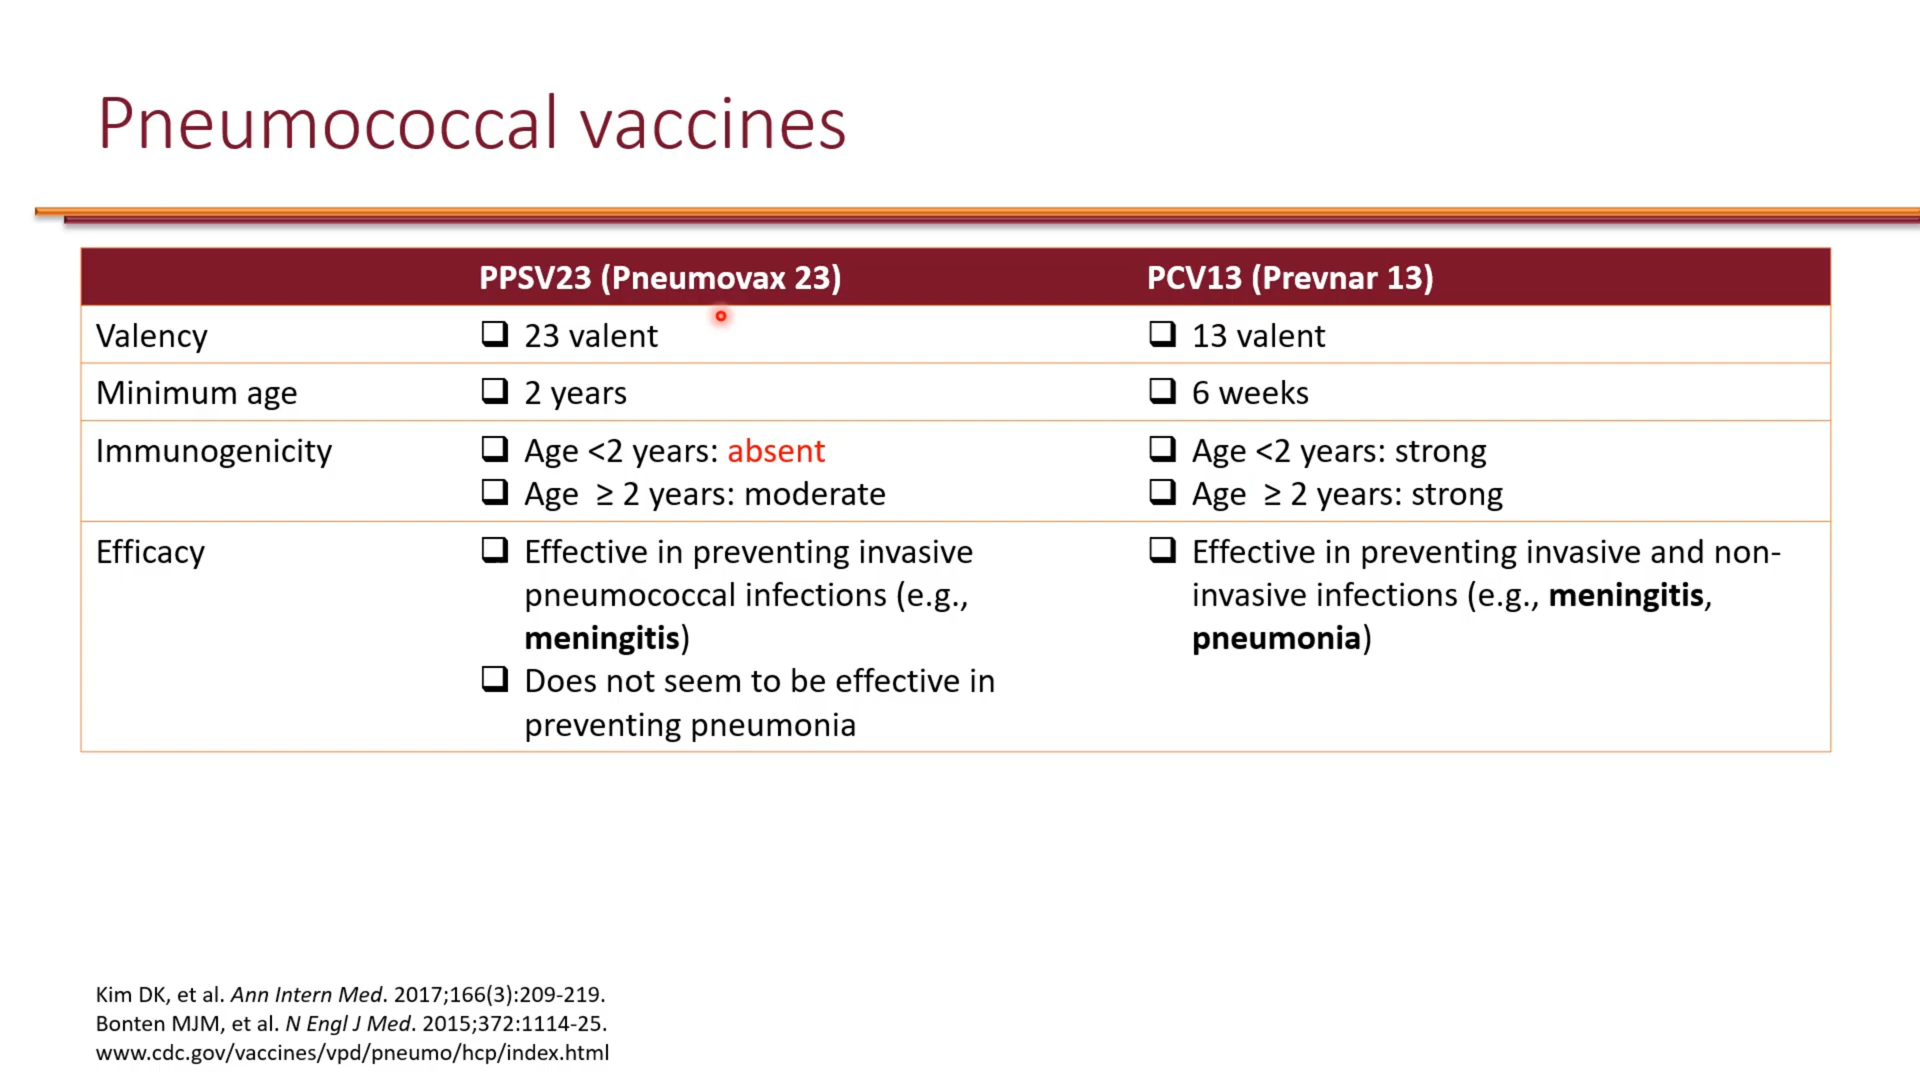 Pneumococcal vaccines
PPSV23 (Pneumovax 23) PCV13 (Prevnar 13)
Valency ❑ 23 valent ❑ 13 valent
Minimum age ❑ 2 years ❑ 6 weeks
Immunogenicity ❑ Age <2 years: absent ❑ Age <2 years: strong
❑ Age ≥ 2 years: moderate ❑ Age ≥ 2 years: strong
Efficacy ❑ Effective in preventing invasive ❑ Effective in preventing invasive and non-
pneumococcal infections (e.g., invasive infections (e.g., meningitis,
meningitis) pneumonia)
❑ Does not seem to be effective in
preventing pneumonia
Kim DK, et al. Ann Intern Med. 2017;166(3):209-219.
Bonten MJM, et al. N Engl J Med. 2015;372:1114-25.
www.cdc.gov/vaccines/vpd/pneumo/hcp/index.html